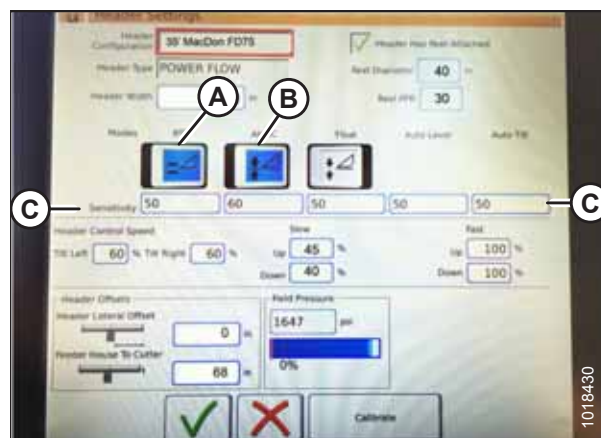 Header Settings
Header Configuration
35' MacDon FD75
Header Has Reel Attached
Header Type
POWER FLOW
Reel Diameter
40
in
Header Width
in
Reel PPR
30
A
B
Modes
Float
Auto Level
Auto Tilt
C
Sensitivity
50
60
50
50
50
C
Header Control Speed
Slow
Fast
Tilt Left
60
%
Tilt Right
60
%
Up
45
%
Up
100
%
Down
40
%
Down
100
%
Header Offsets
Field Pressure
Header Lateral Offset
0
in
1647
psi
Feeder House To Cutter
68
in
0%
Calibrate
1018430